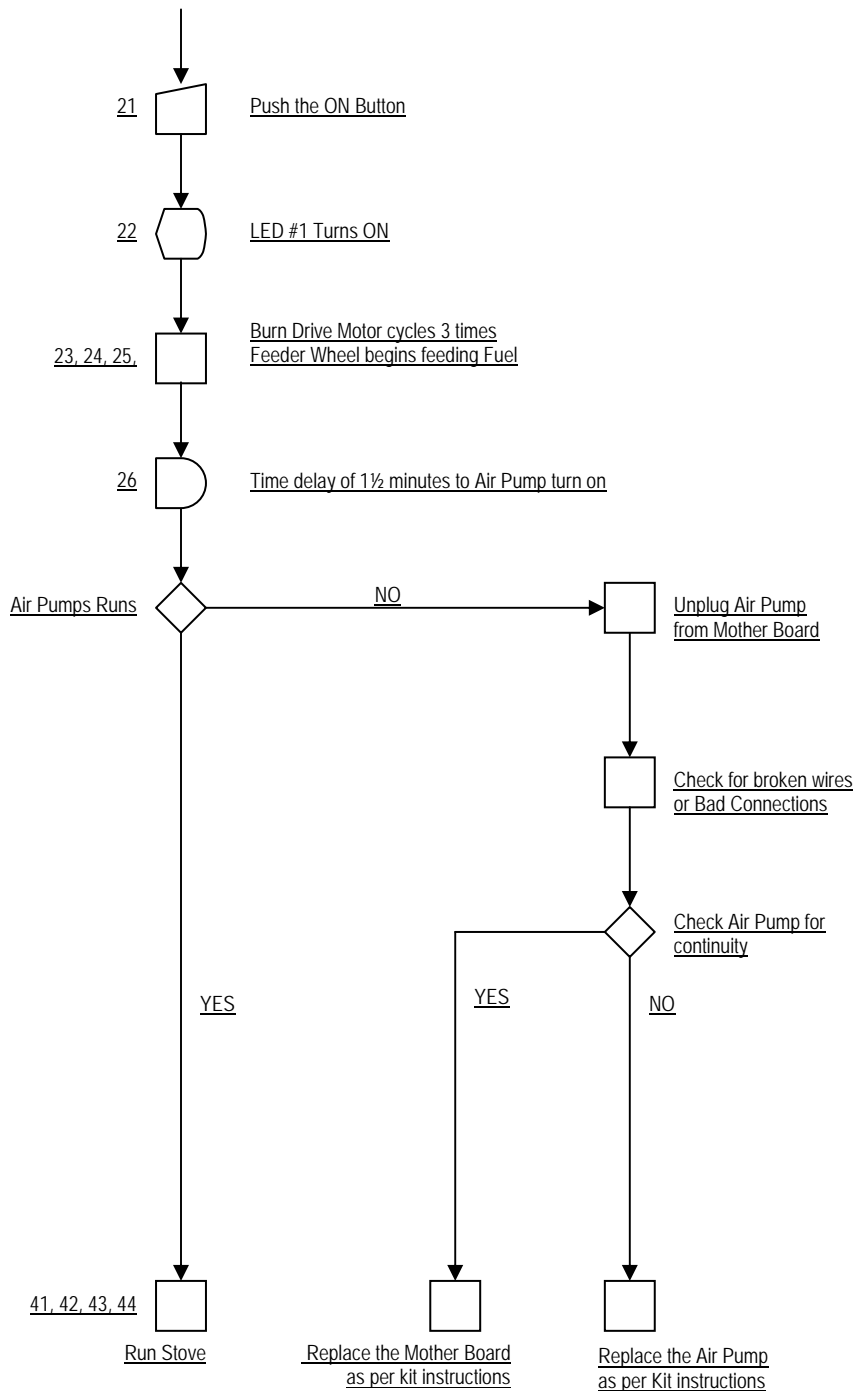 21
Push the ON Button
22
LED #1 Turns ON
Burn Drive Motor cycles 3 times
23, 24, 25,
Feeder Wheel begins feeding Fuel
26
Time delay of 1½ minutes to Air Pump turn on
Air Pumps Runs
NO
Unplug Air Pump
from Mother Board
Check for broken wires
or Bad Connections
Check Air Pump for
continuity
YES
YES
NO
41, 42, 43, 44
Run Stove
Replace the Mother Board
as per kit instructions
Replace the Air Pump
as per Kit instructions